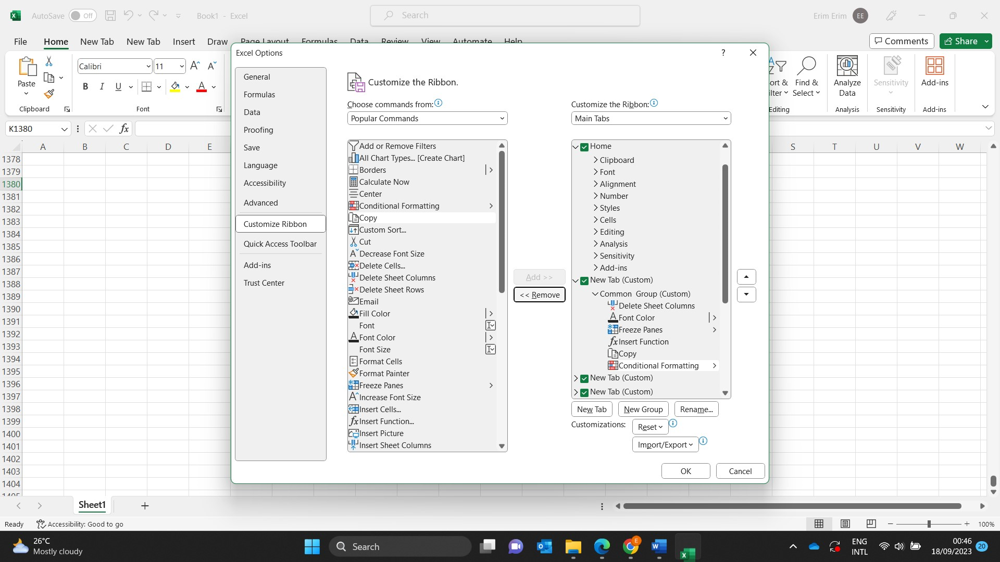 AutoSave
Off
Book1 - Excel
Search
Erim Erim
EE
File
Home
New Tab
New Tab
Insert
Draw
Page Layout
Formulas
Data
Review
View
Automate
Help
Comments
Share
Paste
Clipboard
Calibri
11
B I U
A
Font
Sort & Filter
Find & Select
Editing
Analyze Data
Analysis
Sensitivity
Sensitivity
Add-ins
Add-ins
K1380
fx
Excel Options
?
General
Formulas
Data
Proofing
Save
Language
Accessibility
Advanced
Customize Ribbon
Quick Access Toolbar
Add-ins
Trust Center
Customize the Ribbon.
Choose commands from:
Popular Commands
Add or Remove Filters
All Chart Types... [Create Chart]
Borders
Calculate Now
Center
Conditional Formatting
Copy
Custom Sort...
Cut
Decrease Font Size
Delete Cells...
Delete Sheet Columns
Delete Sheet Rows
Email
Fill Color
Font
Font Color
Font Size
Format Cells
Format Painter
Freeze Panes
Increase Font Size
Insert Cells...
Insert Function...
Insert Picture
Insert Sheet Columns
Add >>
<< Remove
Customize the Ribbon:
Main Tabs
Home
Clipboard
Font
Alignment
Number
Styles
Cells
Editing
Analysis
Sensitivity
Add-ins
New Tab (Custom)
Common Group (Custom)
Delete Sheet Columns
Font Color
Freeze Panes
Insert Function
Copy
Conditional Formatting
New Tab (Custom)
New Tab (Custom)
New Tab
New Group
Rename...
Customizations:
Reset
Import/Export
OK
Cancel
A B C D E
S T U V W
1378
1379
1380
1381
1382
1383
1384
1385
1386
1387
1388
1389
1390
1391
1392
1393
1394
1395
1396
1397
1398
1399
1400
1401
1402
1403
1404
1405
Sheet1
Ready
Accessibility: Good to go
100%
26°C
Mostly cloudy
Search
ENG
INTL
00:46
18/09/2023
20